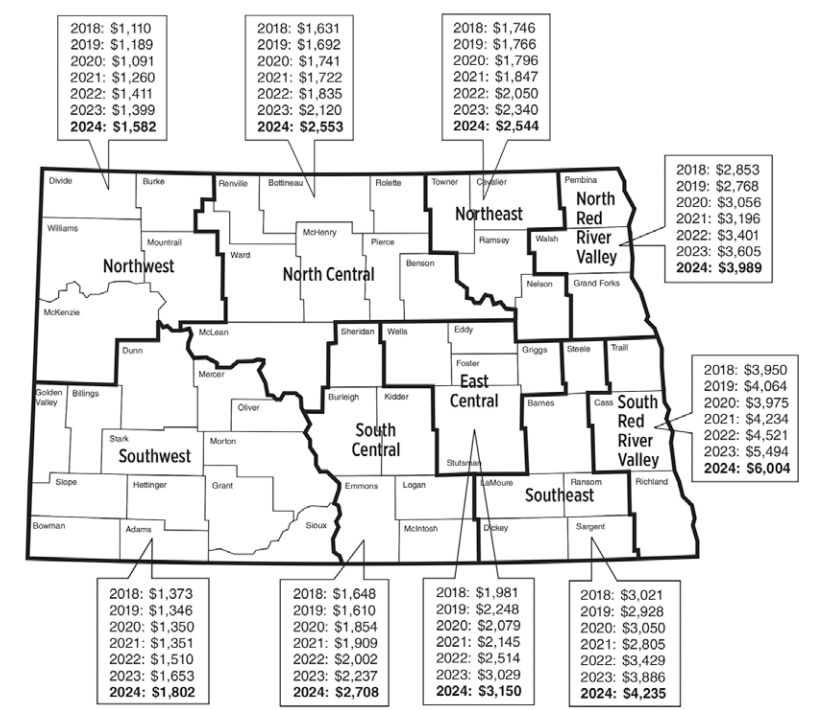 2018: $1,110
2019: $1,189
2020: $1,091
2021: $1,260
2022: $1,411
2023: $1,399
2024: $1,582
2018: $1,631
2019: $1,692
2020: $1,741
2021: $1,722
2022: $1,835
2023: $2,120
2024: $2,553
2018: $1,746
2019: $1,766
2020: $1,796
2021: $1,847
2022: $2,050
2023: $2,340
2024: $2,544
2018: $2,853
2019: $2,768
2020: $3,056
2021: $3,196
2022: $3,401
2023: $3,605
2024: $3,989
2018: $3,950
2019: $4,064
2020: $3,975
2021: $4,234
2022: $4,521
2023: $5,494
2024: $6,004
Divide
Burke
Williams
Mountrail
Northwest
McKenzie
Renville
Bottineau
Rolette
McHenry
Pierce
Ward
Benson
North Central
McLean
Towner
Cavalier
Northeast
Ramsey
Nelson
Pembina
North
Red
River
Valley
Walsh
Grand Forks
Dunn
Mercer
Oliver
Golden
Valley
Billings
Stark
Morton
Southwest
Slope
Hettinger
Grant
Bowman
Adams
Sioux
Sheridan
Wells
Eddy
Foster
East
Central
Stutsman
Burleigh
Kidder
South
Central
Emmons
Logan
McIntosh
Griggs
Steele
Traill
Barnes
Cass
South
Red
River
Valley
LaMoure
Ransom
Richland
Southeast
Dickey
Sargent
2018: $1,373
2019: $1,346
2020: $1,350
2021: $1,351
2022: $1,510
2023: $1,653
2024: $1,802
2018: $1,648
2019: $1,610
2020: $1,854
2021: $1,909
2022: $2,002
2023: $2,237
2024: $2,708
2018: $1,981
2019: $2,248
2020: $2,079
2021: $2,145
2022: $2,514
2023: $3,029
2024: $3,150
2018: $3,021
2019: $2,928
2020: $3,050
2021: $2,805
2022: $3,429
2023: $3,886
2024: $4,235